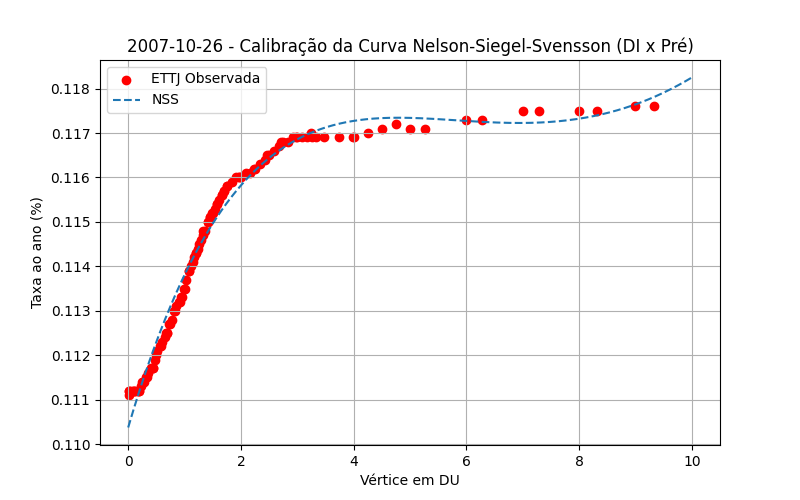 2007-10-26 - Calibração da Curva Nelson-Siegel-Svensson (DI x Pré)
ETTJ Observada
NSS
Taxa ao ano (%)
0.118
0.117
0.116
0.115
0.114
0.113
0.112
0.111
0.110
0 2 4 6 8 10
Vértice em DU